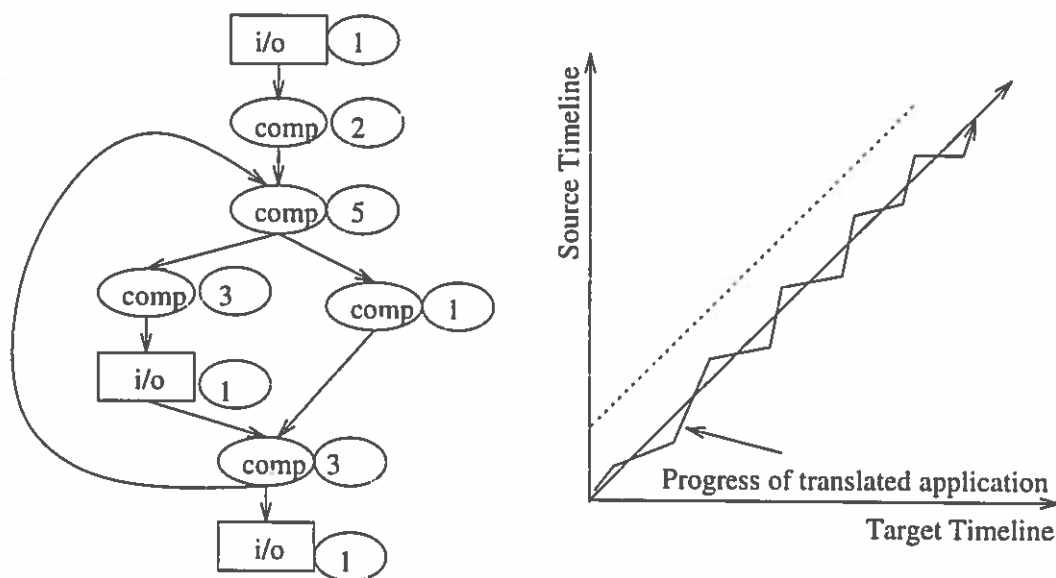 i/o 1
comp 2
comp 5
comp 3
comp 1
i/o 1
comp 3
i/o 1
Source Timeline
Progress of translated application
Target Timeline